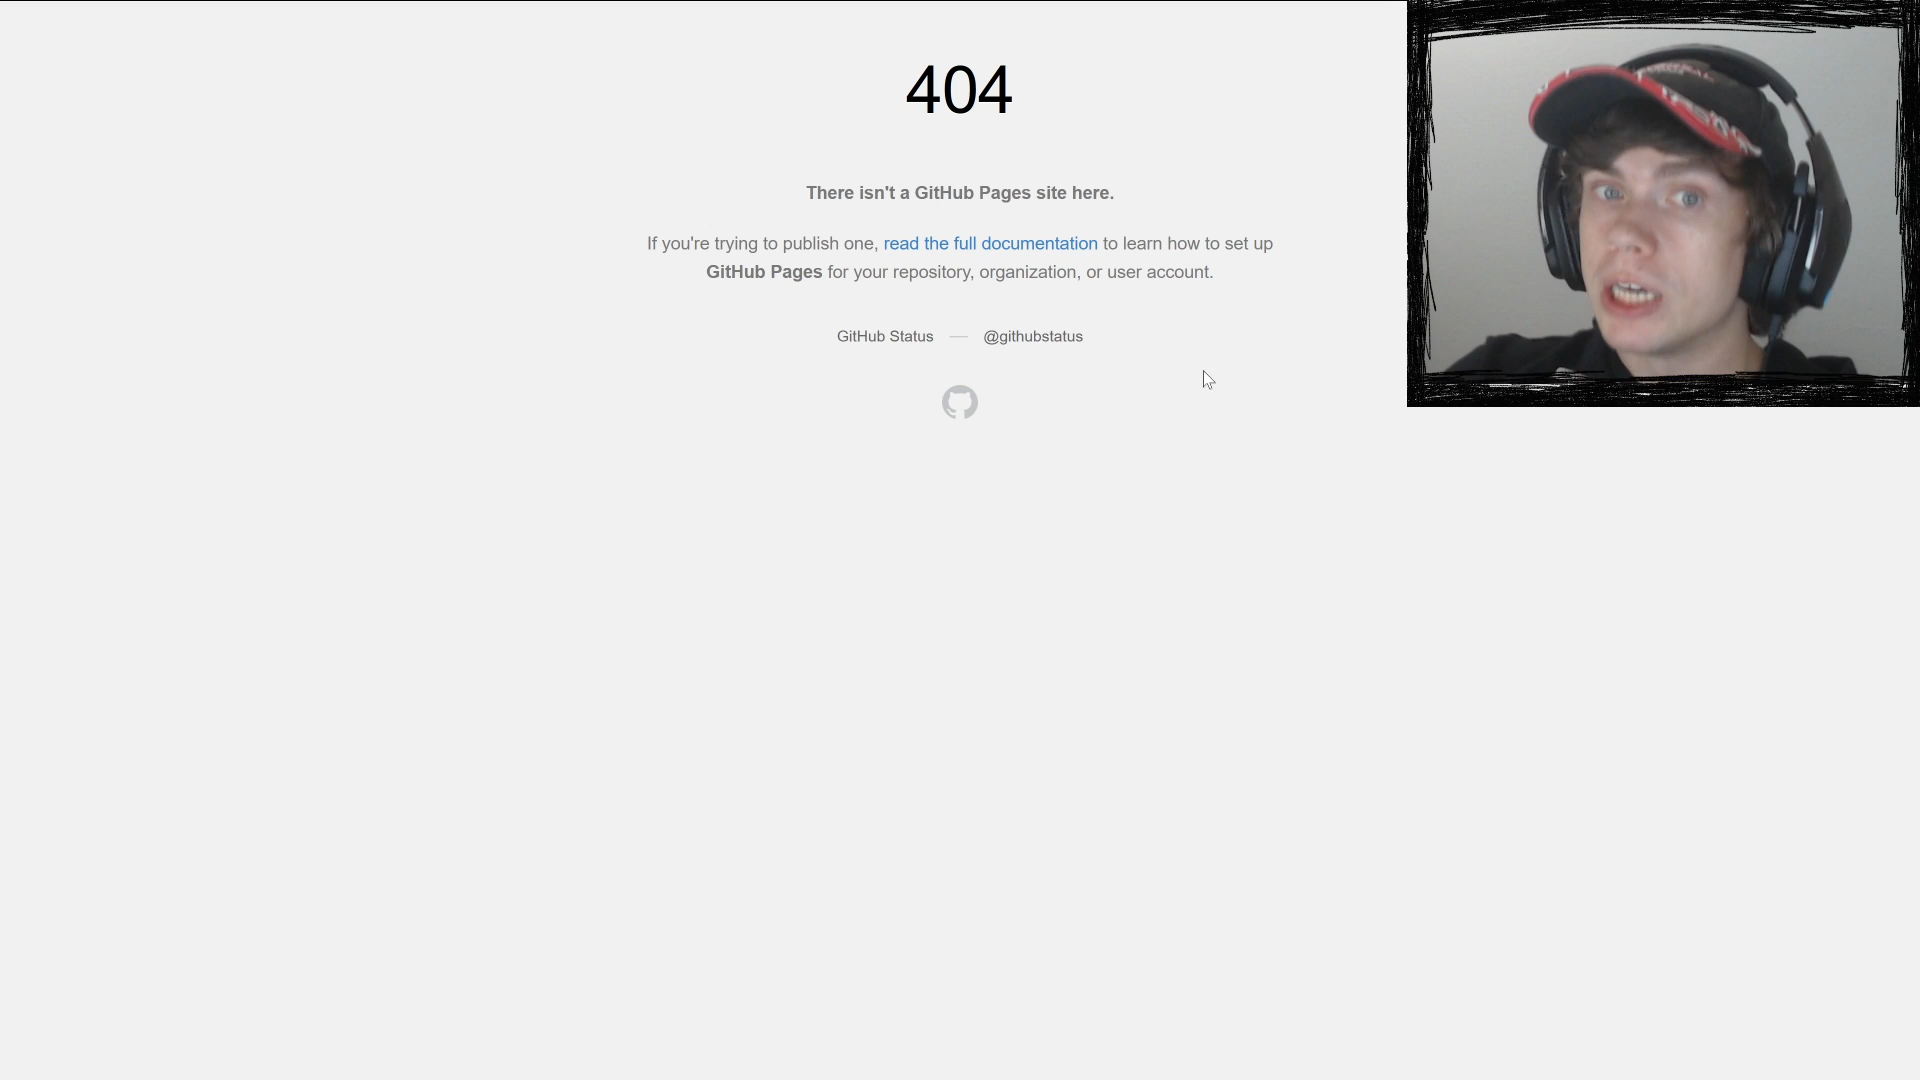 404
There isn't a GitHub Pages site here.
If you're trying to publish one, read the full documentation to learn how to set up
GitHub Pages for your repository, organization, or user account.
GitHub Status — @githubstatus